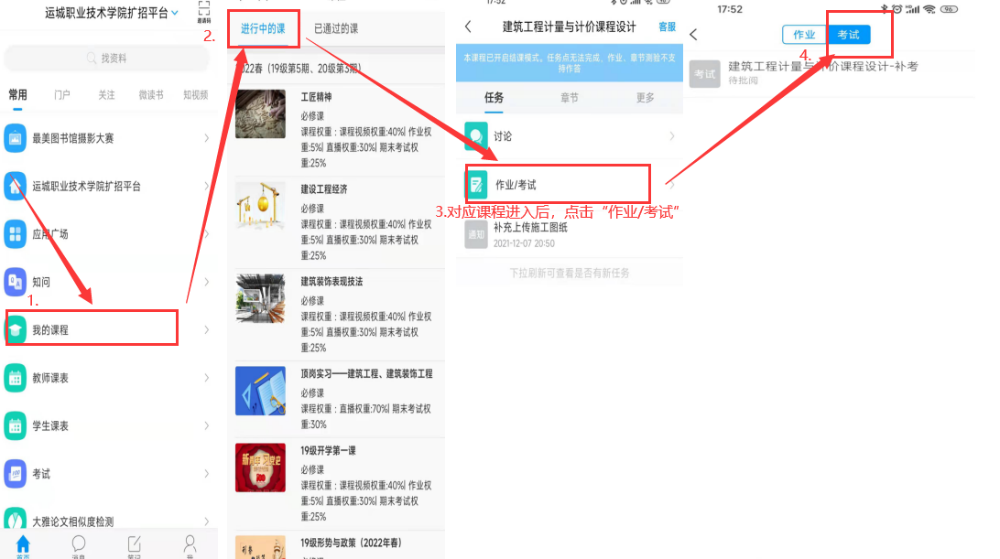 运城职业技术学院扩招平台
邀请码
找资料
常用
门户
关注
微读书
知视频
最美图书馆摄影大赛
运城职业技术学院扩招平台
应用广场
知问
1.
我的课程
教师课表
学生课表
考试
大雅论文相似度检测
首页
消息
笔记
我
2.
进行中的课
已通过的课
2022春（19级第5期、20级第3期）
工匠精神
必修课
课程权重：课程视频权重:40%| 作业权
重:5%| 直播权重:30%| 期末考试权
重:25%
建设工程经济
必修课
课程权重：课程视频权重:40%| 作业权
重:5%| 直播权重:30%| 期末考试权
重:25%
建筑装饰表现技法
必修课
课程权重：课程视频权重:40%| 作业权
重:5%| 直播权重:30%| 期末考试权
重:25%
顶岗实习——建筑工程、建筑装饰工程
必修课
课程权重：直播权重:70%| 期末考试权
重:30%
19级开学第一课
必修课
课程权重：课程视频权重:40%| 作业权
重:5%| 直播权重:30%| 期末考试权
重:25%
19级形势与政策（2022年春）
17:52
建筑工程计量与计价课程设计
客服
本课程已开启结课模式。任务点无法完成、作业、章节测验不支
持作答
任务
章节
更多
讨论
作业/考试
3.对应课程进入后，点击“作业/考试”
通知
补充上传施工图纸
2021-12-07 20:50
下拉刷新可查看是否有新任务
17:52
96
作业
考试
4.
考试
建筑工程计量与计价课程设计-补考
待批阅